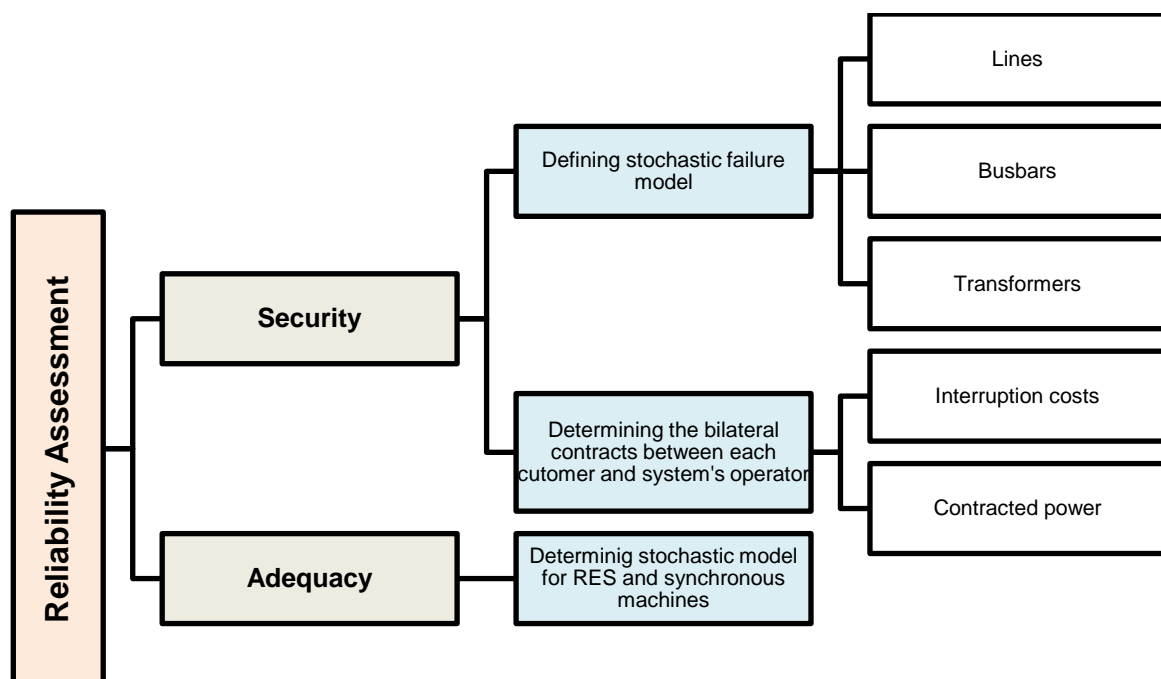 Reliability Assessment
Security
Adequacy
Defining stochastic failure
model
Determining the bilateral
contracts between each
cutomer and system's operator
Determinig stochastic model
for RES and synchronous
machines
Lines
Busbars
Transformers
Interruption costs
Contracted power